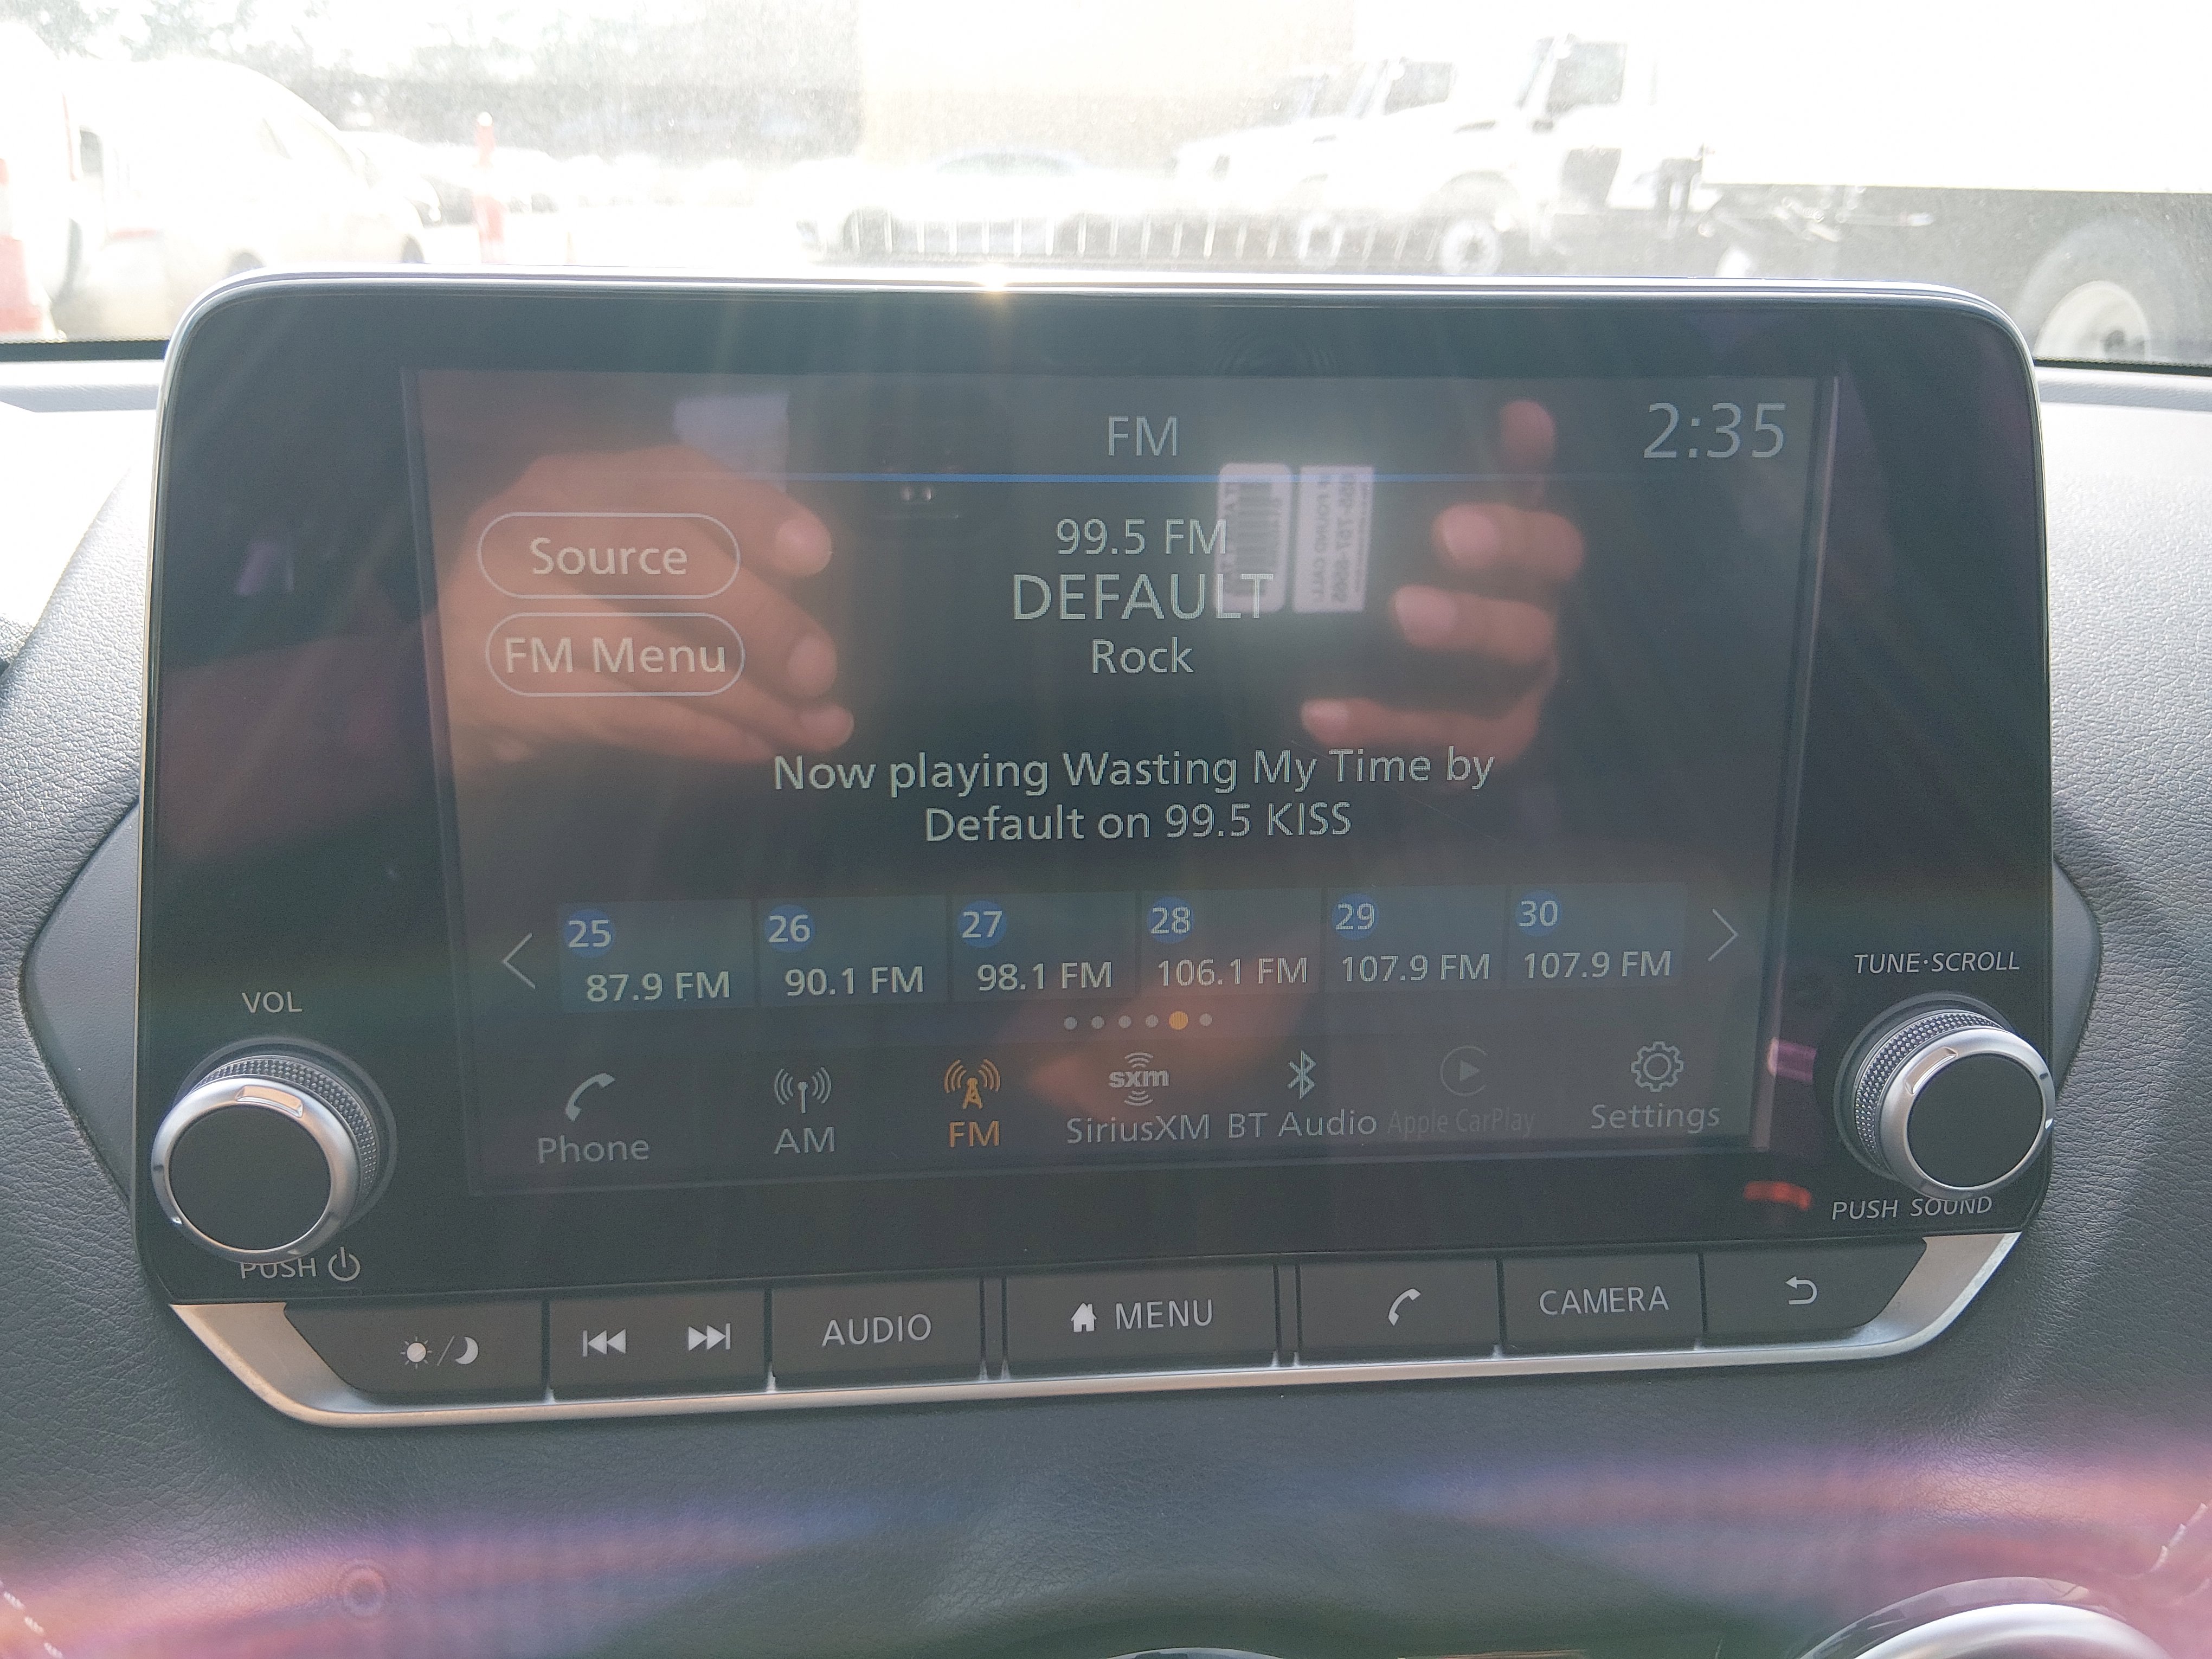 FM
2:35
Source
FM Menu
99.5 FM
DEFAULT
Rock
Now playing Wasting My Time by
Default on 99.5 KISS
25 26 27 28 29 30
87.9 FM 90.1 FM 98.1 FM 106.1 FM 107.9 FM 107.9 FM
Phone AM FM sxm SiriusXM BT Audio Apple CarPlay Settings
VOL
PUSH
TUNE·SCROLL
PUSH SOUND
AUDIO MENU CAMERA